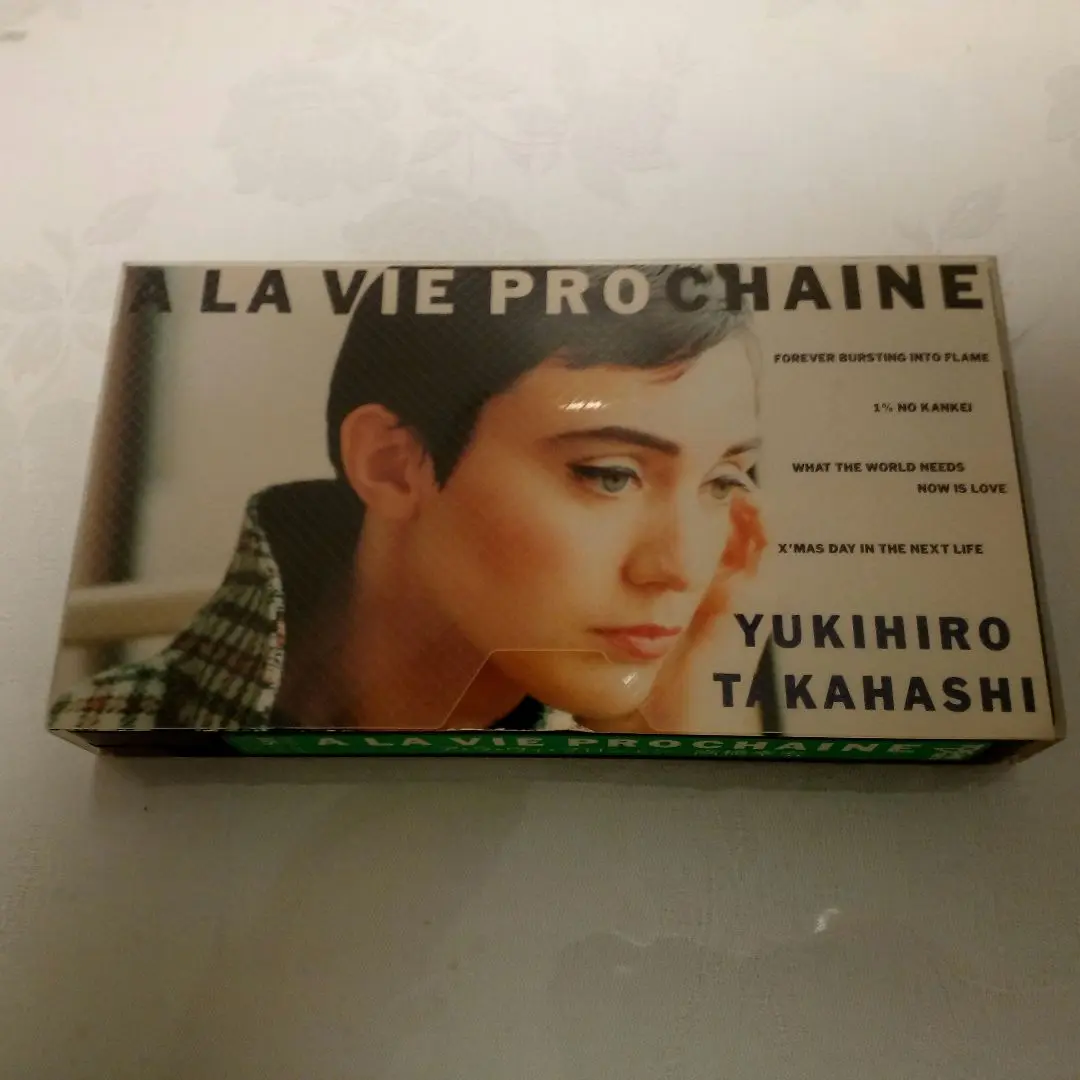 A LA VIE PROCHAINE
FOREVER BURSTING INTO FLAME
1% NO KANKEI
WHAT THE WORLD NEEDS
NOW IS LOVE
X'MAS DAY IN THE NEXT LIFE
YUKIHIRO
TAKAHASHI
A LA VIE PROCHAINE